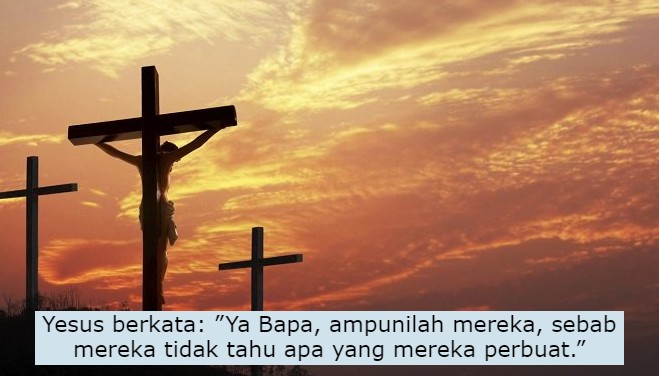 Yesus berkata: ”Ya Bapa, ampunilah mereka, sebab
mereka tidak tahu apa yang mereka perbuat.”